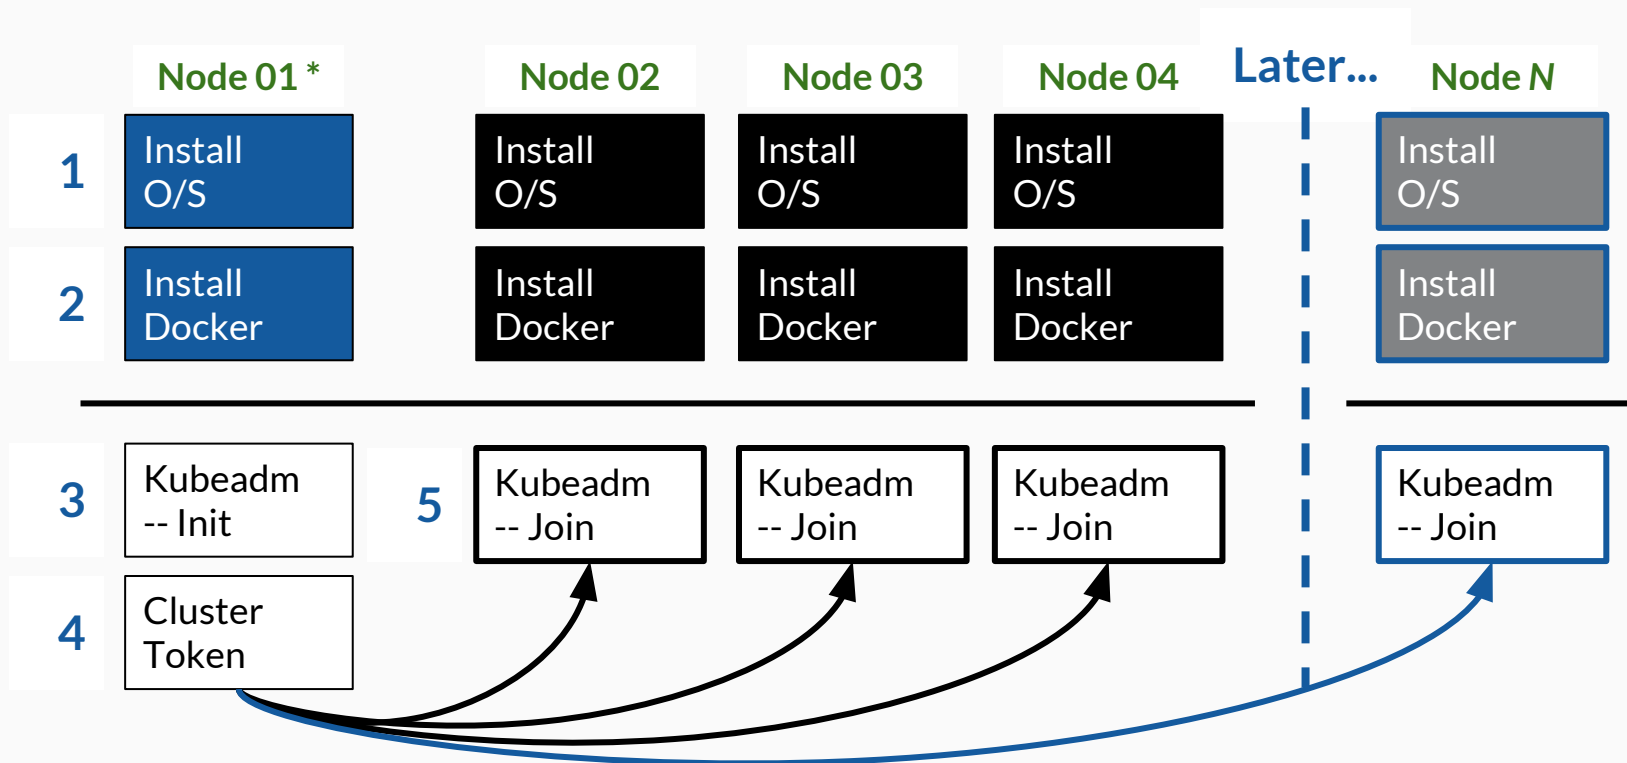 Node 01 *
Node 02
Node 03
Node 04
Later...
Node N
1
Install
O/S
Install
O/S
Install
O/S
Install
O/S
Install
O/S
2
Install
Docker
Install
Docker
Install
Docker
Install
Docker
Install
Docker
3
Kubeadm
-- Init
5
Kubeadm
-- Join
Kubeadm
-- Join
Kubeadm
-- Join
Kubeadm
-- Join
4
Cluster
Token